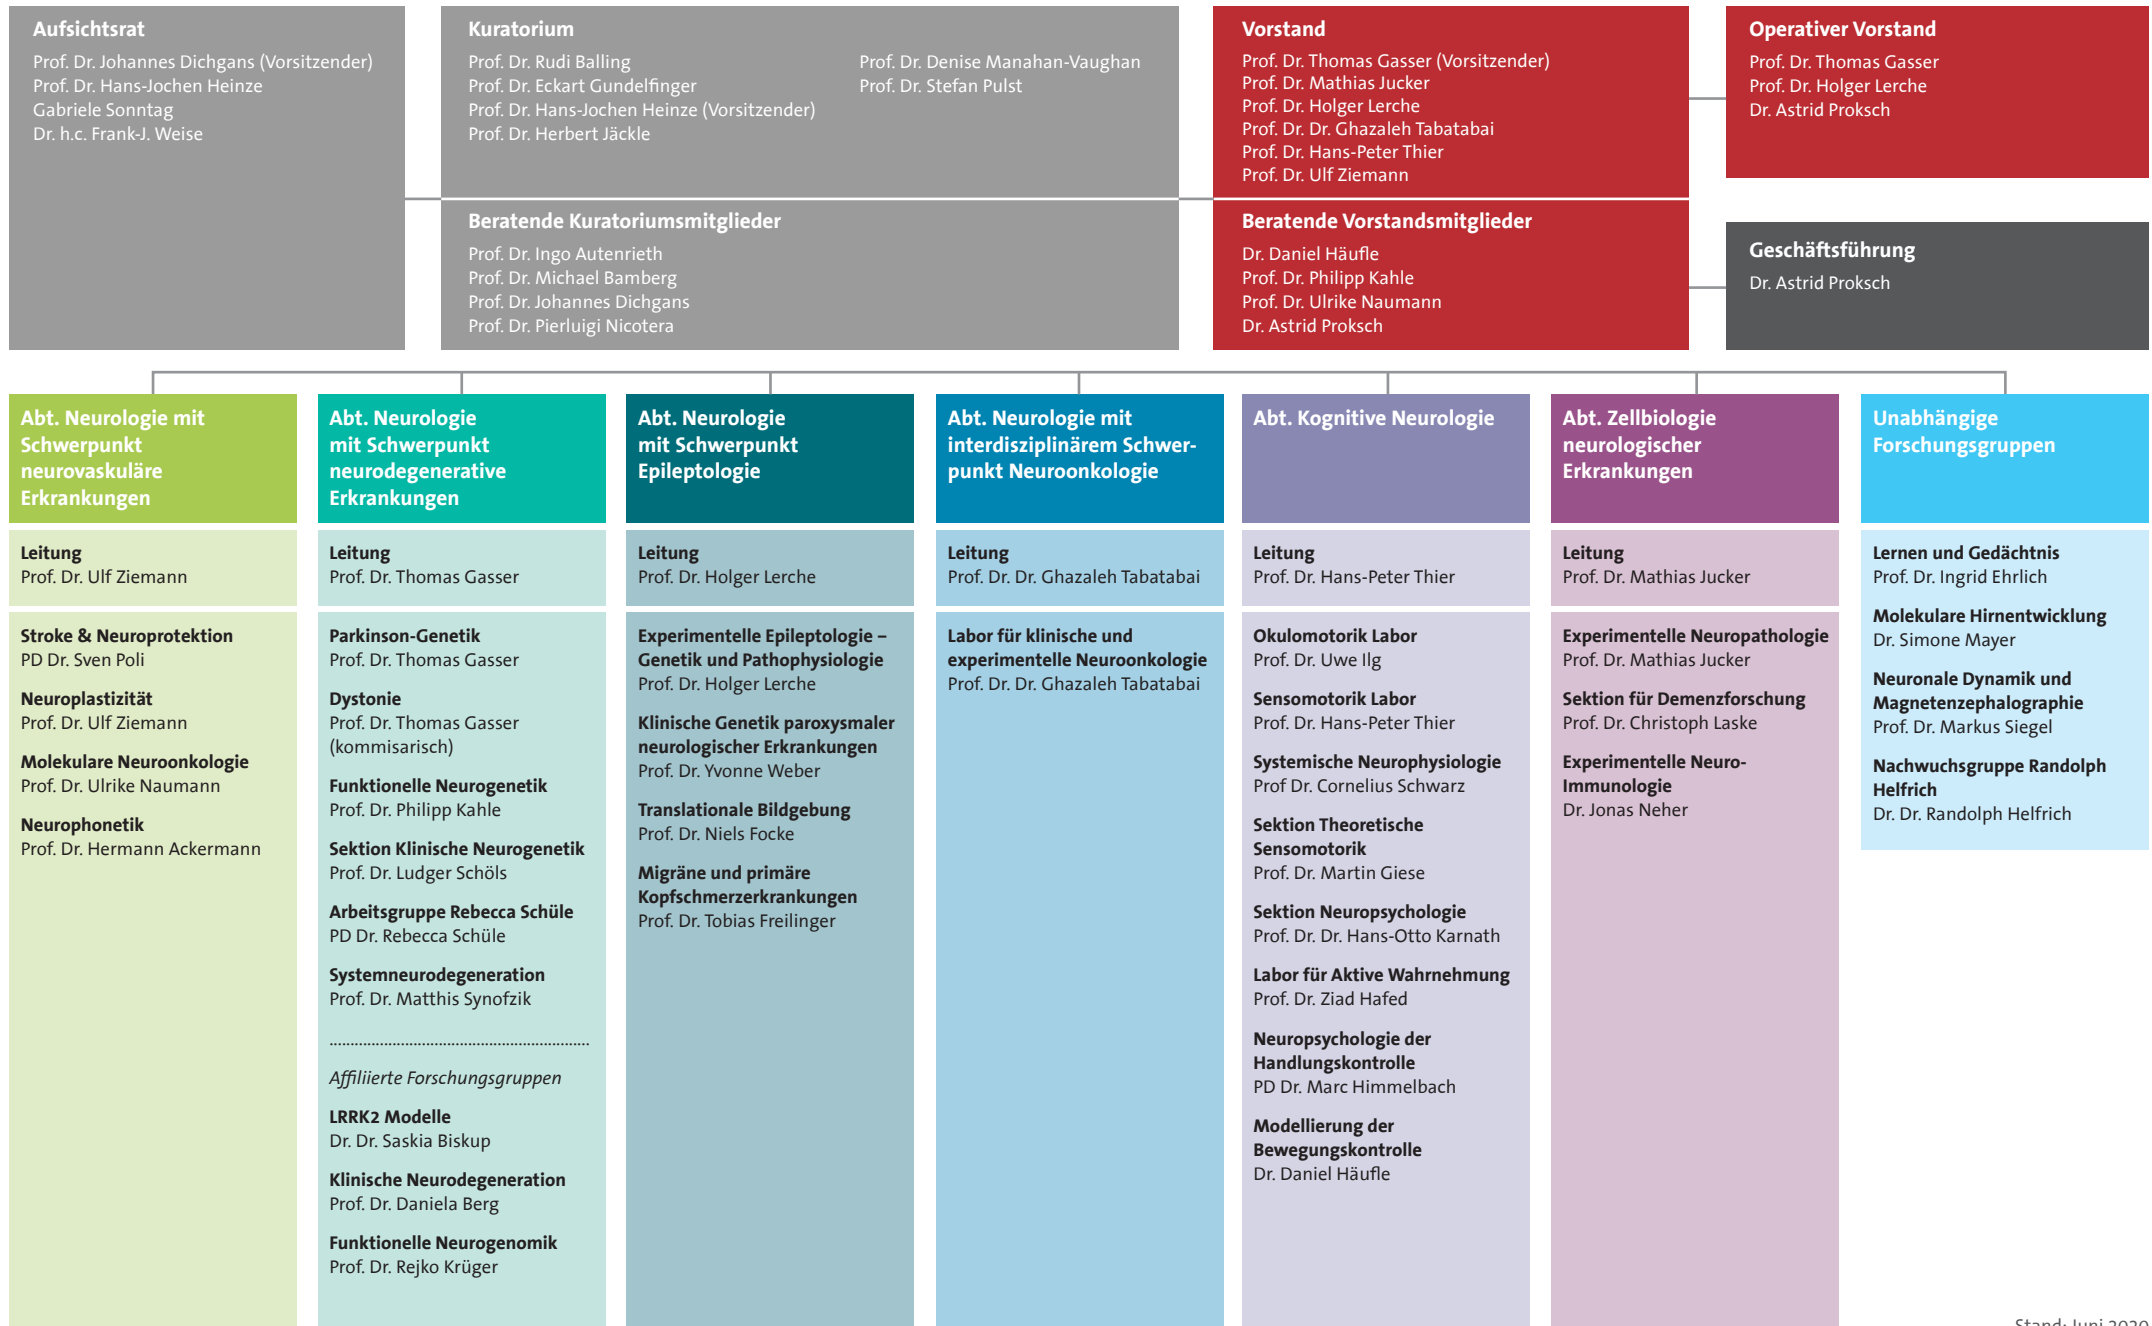 Aufsichtsrat
Prof. Dr. Johannes Dichgans (Vorsitzender)
Prof. Dr. Hans-Jochen Heinze
Gabriele Sonntag
Dr. h.c. Frank-J. Weise
Kuratorium
Prof. Dr. Rudi Balling
Prof. Dr. Eckart Gundelfinger
Prof. Dr. Hans-Jochen Heinze (Vorsitzender)
Prof. Dr. Herbert Jäckle
Prof. Dr. Denise Manahan-Vaughan
Prof. Dr. Stefan Pulst
Beratende Kuratoriumsmitglieder
Prof. Dr. Ingo Autenrieth
Prof. Dr. Michael Bamberg
Prof. Dr. Johannes Dichgans
Prof. Dr. Pierluigi Nicotera
Vorstand
Prof. Dr. Thomas Gasser (Vorsitzender)
Prof. Dr. Mathias Jucker
Prof. Dr. Holger Lerche
Prof. Dr. Dr. Ghazaleh Tabatabai
Prof. Dr. Hans-Peter Thier
Prof. Dr. Ulf Ziemann
Beratende Vorstandsmitglieder
Dr. Daniel Häufle
Prof. Dr. Philipp Kahle
Prof. Dr. Ulrike Naumann
Dr. Astrid Proksch
Operativer Vorstand
Prof. Dr. Thomas Gasser
Prof. Dr. Holger Lerche
Dr. Astrid Proksch
Geschäftsführung
Dr. Astrid Proksch
Abt. Neurologie mit
Schwerpunkt
neurovaskuläre
Erkrankungen
Leitung
Prof. Dr. Ulf Ziemann
Stroke & Neuroprotektion
PD Dr. Sven Poli
Neuroplastizität
Prof. Dr. Ulf Ziemann
Molekulare Neuroonkologie
Prof. Dr. Ulrike Naumann
Neurophonetik
Prof. Dr. Hermann Ackermann
Abt. Neurologie
mit Schwerpunkt
neurodegenerative
Erkrankungen
Leitung
Prof. Dr. Thomas Gasser
Parkinson-Genetik
Prof. Dr. Thomas Gasser
Dystonie
Prof. Dr. Thomas Gasser
(kommisarisch)
Funktionelle Neurogenetik
Prof. Dr. Philipp Kahle
Sektion Klinische Neurogenetik
Prof. Dr. Ludger Schöls
Arbeitsgruppe Rebecca Schüle
PD Dr. Rebecca Schüle
Systemneurodegeneration
Prof. Dr. Matthis Synofzik
..............................................................
Affiliierte Forschungsgruppen
LRRK2 Modelle
Dr. Dr. Saskia Biskup
Klinische Neurodegeneration
Prof. Dr. Daniela Berg
Funktionelle Neurogenomik
Prof. Dr. Rejko Krüger
Abt. Neurologie
mit Schwerpunkt
Epileptologie
Leitung
Prof. Dr. Holger Lerche
Experimentelle Epileptologie –
Genetik und Pathophysiologie
Prof. Dr. Holger Lerche
Klinische Genetik paroxysmaler
neurologischer Erkrankungen
Prof. Dr. Yvonne Weber
Translationale Bildgebung
Prof. Dr. Niels Focke
Migräne und primäre
Kopfschmerzerkrankungen
Prof. Dr. Tobias Freilinger
Abt. Neurologie mit
interdisziplinärem Schwer-
punkt Neuroonkologie
Leitung
Prof. Dr. Dr. Ghazaleh Tabatabai
Labor für klinische und
experimentelle Neuroonkologie
Prof. Dr. Dr. Ghazaleh Tabatabai
Abt. Kognitive Neurologie
Leitung
Prof. Dr. Hans-Peter Thier
Okulomotorik Labor
Prof. Dr. Uwe Ilg
Sensomotorik Labor
Prof. Dr. Hans-Peter Thier
Systemische Neurophysiologie
Prof Dr. Cornelius Schwarz
Sektion Theoretische
Sensomotorik
Prof. Dr. Martin Giese
Sektion Neuropsychologie
Prof. Dr. Dr. Hans-Otto Karnath
Labor für Aktive Wahrnehmung
Prof. Dr. Ziad Hafed
Neuropsychologie der
Handlungskontrolle
PD Dr. Marc Himmelbach
Modellierung der
Bewegungskontrolle
Dr. Daniel Häufle
Abt. Zellbiologie
neurologischer
Erkrankungen
Leitung
Prof. Dr. Mathias Jucker
Experimentelle Neuropathologie
Prof. Dr. Mathias Jucker
Sektion für Demenzforschung
Prof. Dr. Christoph Laske
Experimentelle Neuro-
Immunologie
Dr. Jonas Neher
Unabhängige
Forschungsgruppen
Lernen und Gedächtnis
Prof. Dr. Ingrid Ehrlich
Molekulare Hirnentwicklung
Dr. Simone Mayer
Neuronale Dynamik und
Magnetenzephalographie
Prof. Dr. Markus Siegel
Nachwuchsgruppe Randolph
Helfrich
Dr. Dr. Randolph Helfrich
Stand: Juni 2020